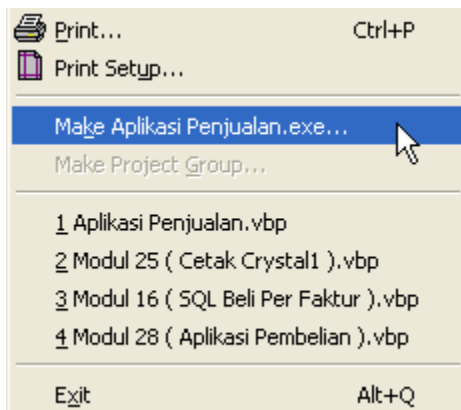 Print... Ctrl+P
Print Setup...
Make Aplikasi Penjualan.exe...
Make Project Group...
1 Aplikasi Penjualan.vbp
2 Modul 25 ( Cetak Crystal1 ).vbp
3 Modul 16 ( SQL Beli Per Faktur ).vbp
4 Modul 28 ( Aplikasi Pembelian ).vbp
Exit Alt+Q